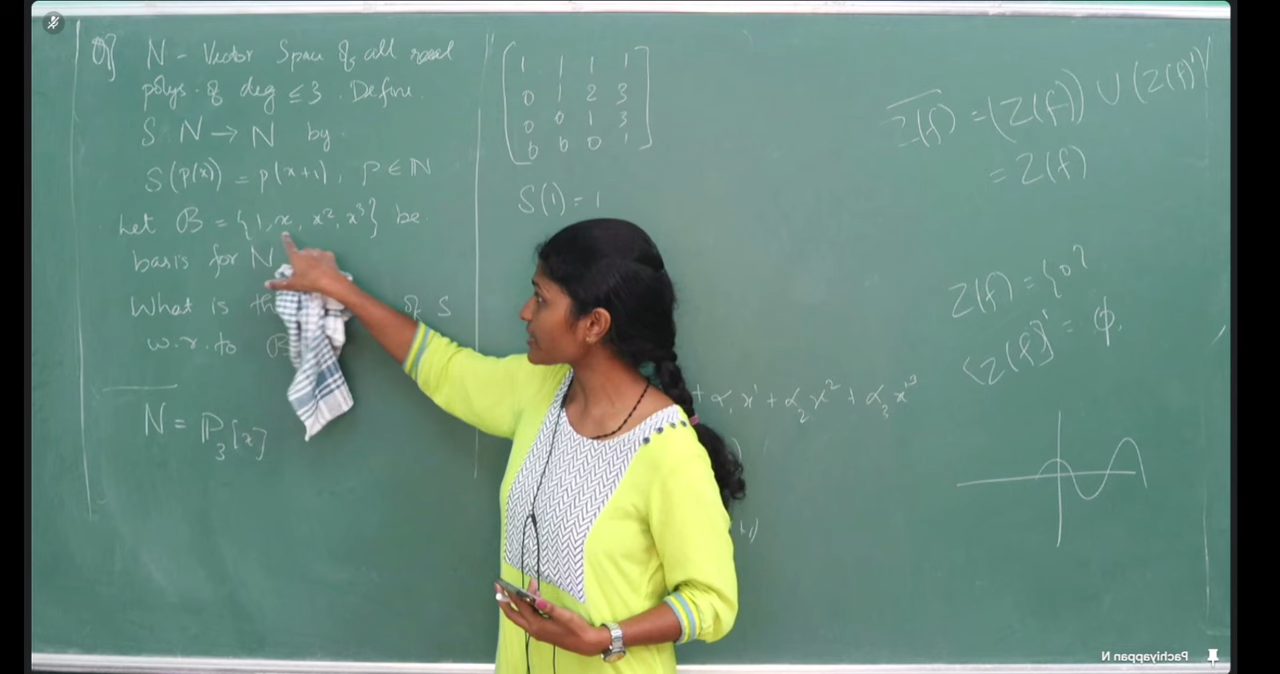 Q] N - Vector Space of all real
polys. of deg ≤ 3. Define
S N → N by
S(p(x)) = p(x+1), p ∈ N
Let B = {1, x, x², x³} be
basis for N
What is th of S
w.r.to B
N = P₃[x]
1 1 1 1
0 1 2 3
0 0 1 3
0 0 0 1
S(1) = 1
+ α₁x¹ + α₂x² + α₃x³
Z(f) = (Z(f)) ∪ (Z(f)')
= Z(f)
Z(f) = {0}
[Z(f)]' = φ.
Pachiyappan N